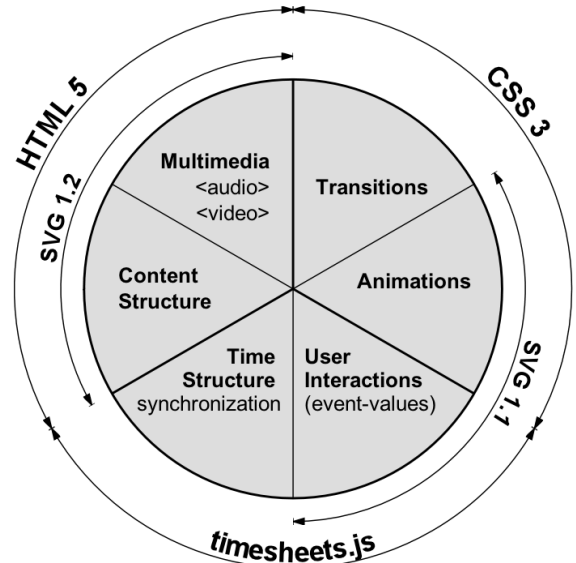 HTML 5
CSS 3
SVG 1.2
Multimedia
<audio>
<video>
Transitions
Content
Structure
Animations
Time
Structure
synchronization
User
Interactions
(event-values)
SVG 1.1
timesheets.js